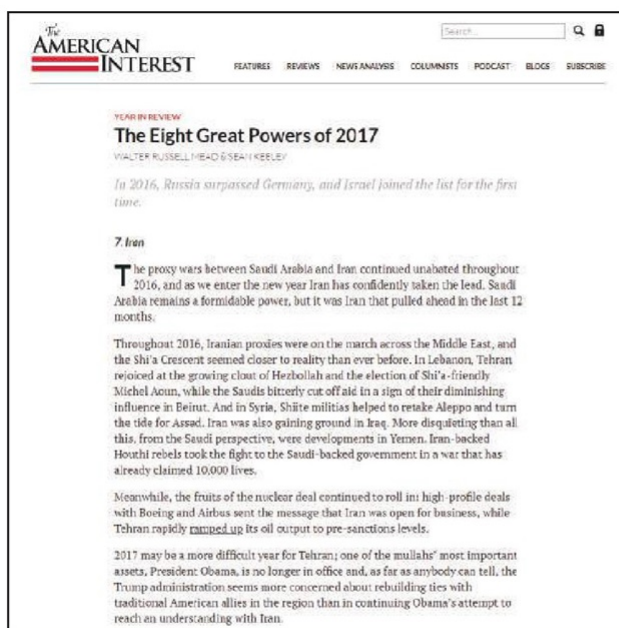 The
AMERICAN
INTEREST
Search...
FEATURES REVIEWS NEWS ANALYSIS COLUMNISTS PODCAST BLOGS SUBSCRIBE
YEAR IN REVIEW
The Eight Great Powers of 2017
WALTER RUSSELL MEAD & SEAN KEELEY
In 2016, Russia surpassed Germany, and Israel joined the list for the first
time.
7. Iran
The proxy wars between Saudi Arabia and Iran continued unabated throughout
2016, and as we enter the new year Iran has confidently taken the lead. Saudi
Arabia remains a formidable power, but it was Iran that pulled ahead in the last 12
months.
Throughout 2016, Iranian proxies were on the march across the Middle East, and
the Shi'a Crescent seemed closer to reality than ever before. In Lebanon, Tehran
rejoiced at the growing clout of Hezbollah and the election of Shi'a-friendly
Michel Aoun, while the Saudis bitterly cut off aid in a sign of their diminishing
influence in Beirut. And in Syria, Shiite militias helped to retake Aleppo and turn
the tide for Assad. Iran was also gaining ground in Iraq. More disquieting than all
this, from the Saudi perspective, were developments in Yemen. Iran-backed
Houthi rebels took the fight to the Saudi-backed government in a war that has
already claimed 10,000 lives.
Meanwhile, the fruits of the nuclear deal continued to roll in: high-profile deals
with Boeing and Airbus sent the message that Iran was open for business, while
Tehran rapidly ramped up its oil output to pre-sanctions levels.
2017 may be a more difficult year for Tehran; one of the mullahs' most important
assets, President Obama, is no longer in office and, as far as anybody can tell, the
Trump administration seems more concerned about rebuilding ties with
traditional American allies in the region than in continuing Obama's attempt to
reach an understanding with Iran.